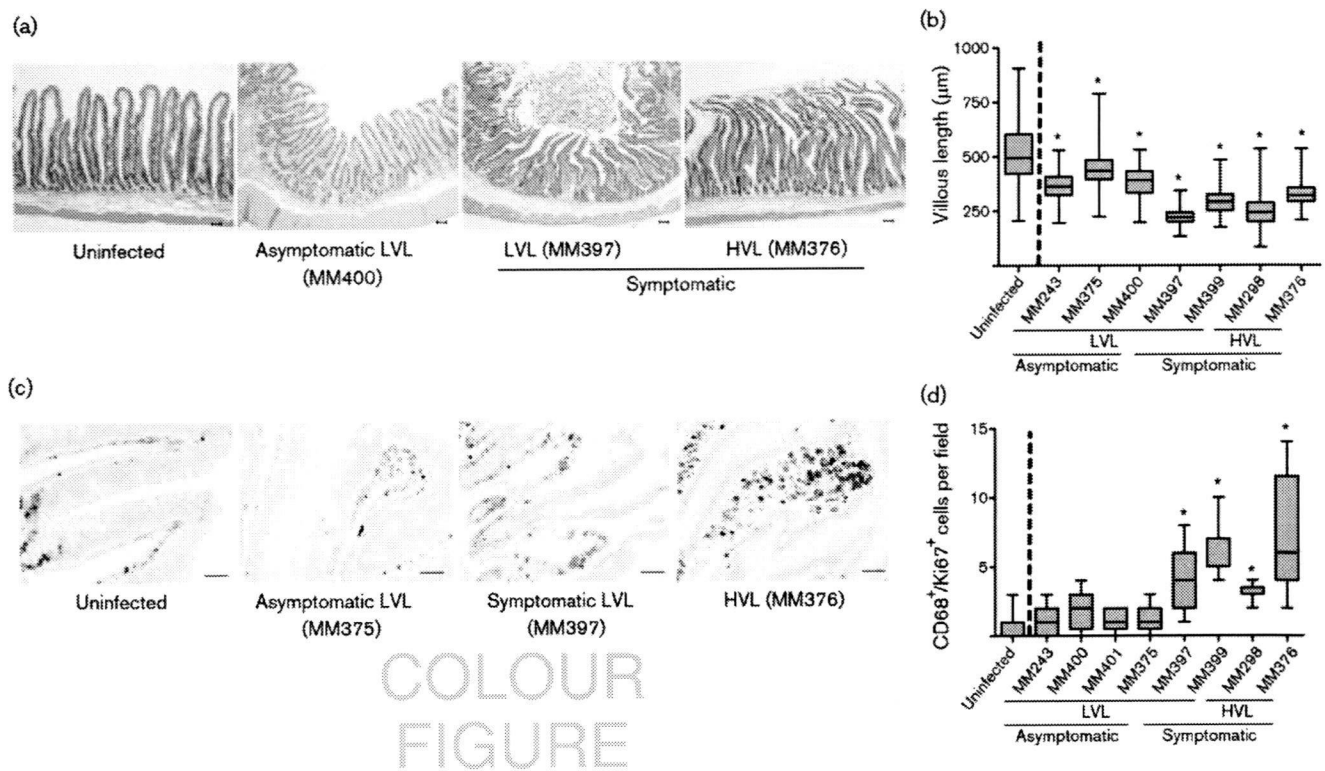 (a)
Uninfected
Asymptomatic LVL
(MM400)
LVL (MM397)
HVL (MM376)
Symptomatic
(b)
Villous length (µm)
1000
750
500
250
Uninfected
MM243
MM375
MM400
MM397
MM399
MM298
MM376
LVL
HVL
Asymptomatic
Symptomatic
(c)
Uninfected
Asymptomatic LVL
(MM375)
Symptomatic LVL
(MM397)
HVL (MM376)
(d)
CD68⁺/Ki67⁺ cells per field
15
10
5
Uninfected
MM243
MM400
MM401
MM375
MM397
MM399
MM298
MM376
LVL
HVL
Asymptomatic
Symptomatic
COLOUR
FIGURE